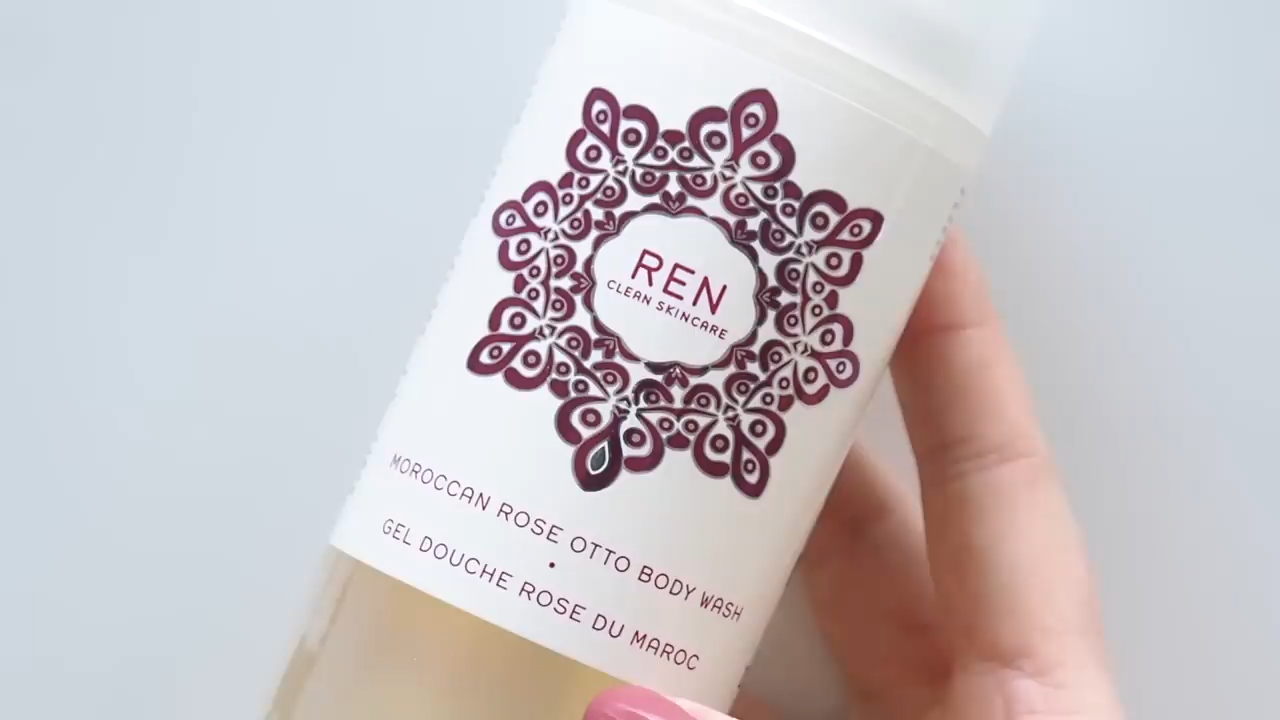 REN
CLEAN SKINCARE
MOROCCAN ROSE OTTO BODY WASH
•
GEL DOUCHE ROSE DU MAROC